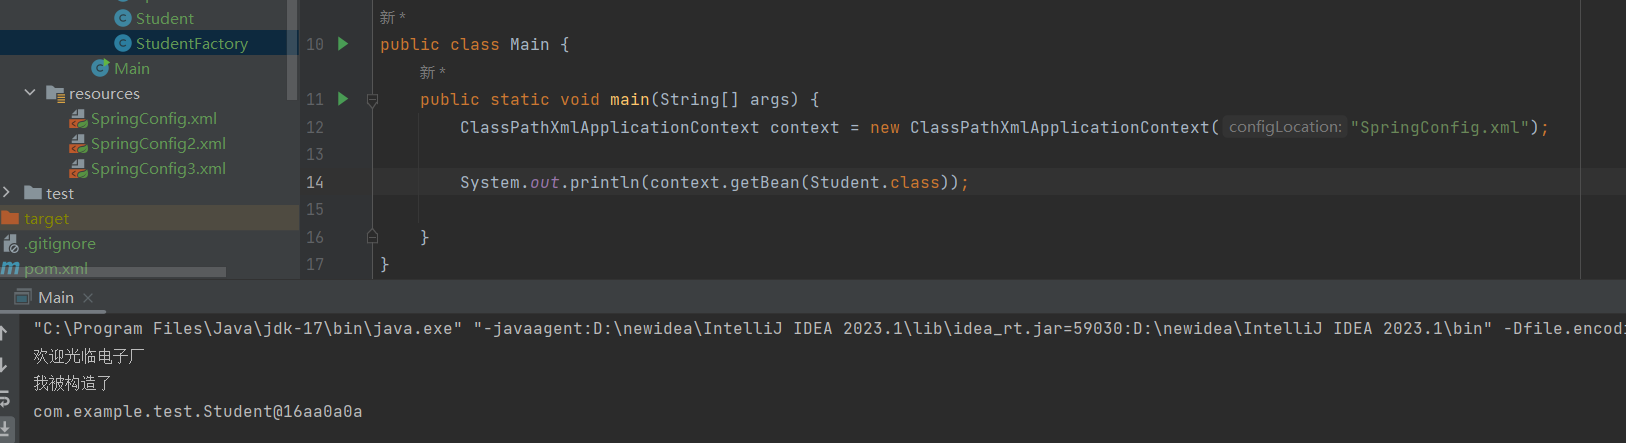 Student
StudentFactory
Main
resources
SpringConfig.xml
SpringConfig2.xml
SpringConfig3.xml
test
target
.gitignore
pom.xml
新 *
10 public class Main {
新 *
11 public static void main(String[] args) {
12 ClassPathXmlApplicationContext context = new ClassPathXmlApplicationContext( configLocation: "SpringConfig.xml");
13
14 System.out.println(context.getBean(Student.class));
15
16 }
17 }
Main
"C:\Program Files\Java\jdk-17\bin\java.exe" "-javaagent:D:\newidea\IntelliJ IDEA 2023.1\lib\idea_rt.jar=59030:D:\newidea\IntelliJ IDEA 2023.1\bin" -Dfile.encodi
欢迎光临电子厂
我被构造了
com.example.test.Student@16aa0a0a